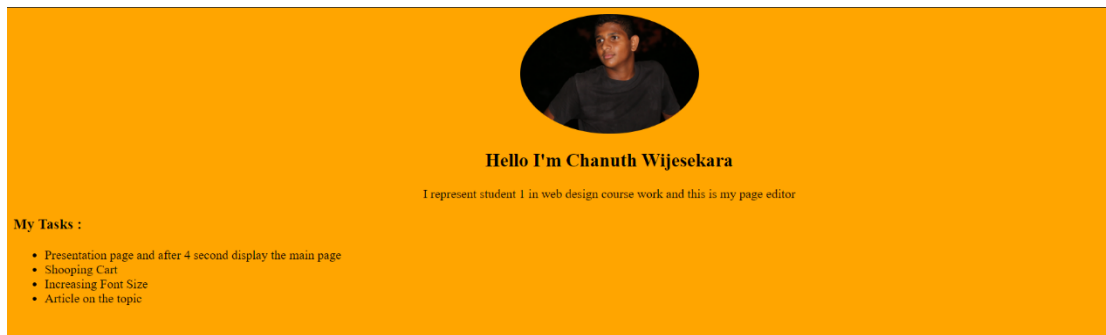 Hello I'm Chanuth Wijesekara
I represent student 1 in web design course work and this is my page editor
My Tasks :
• Presentation page and after 4 second display the main page
• Shooping Cart
• Increasing Font Size
• Article on the topic